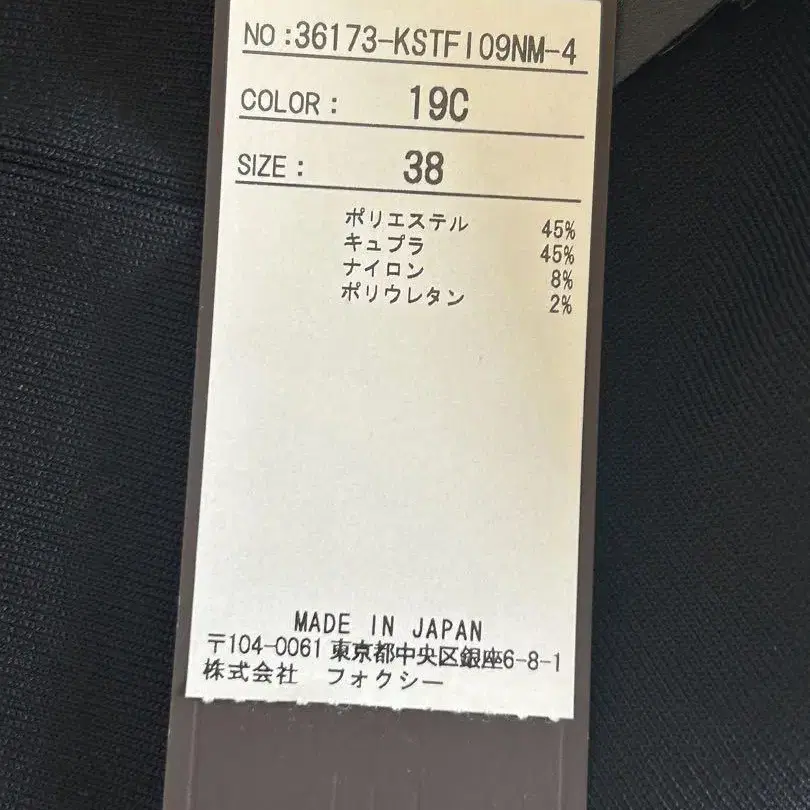 NO:36173-KSTFI09NM-4
COLOR: 19C
SIZE: 38
ポリエステル 45%
キュプラ 45%
ナイロン 8%
ポリウレタン 2%
MADE IN JAPAN
〒104-0061 東京都中央区銀座6-8-1
株式会社 フォクシー